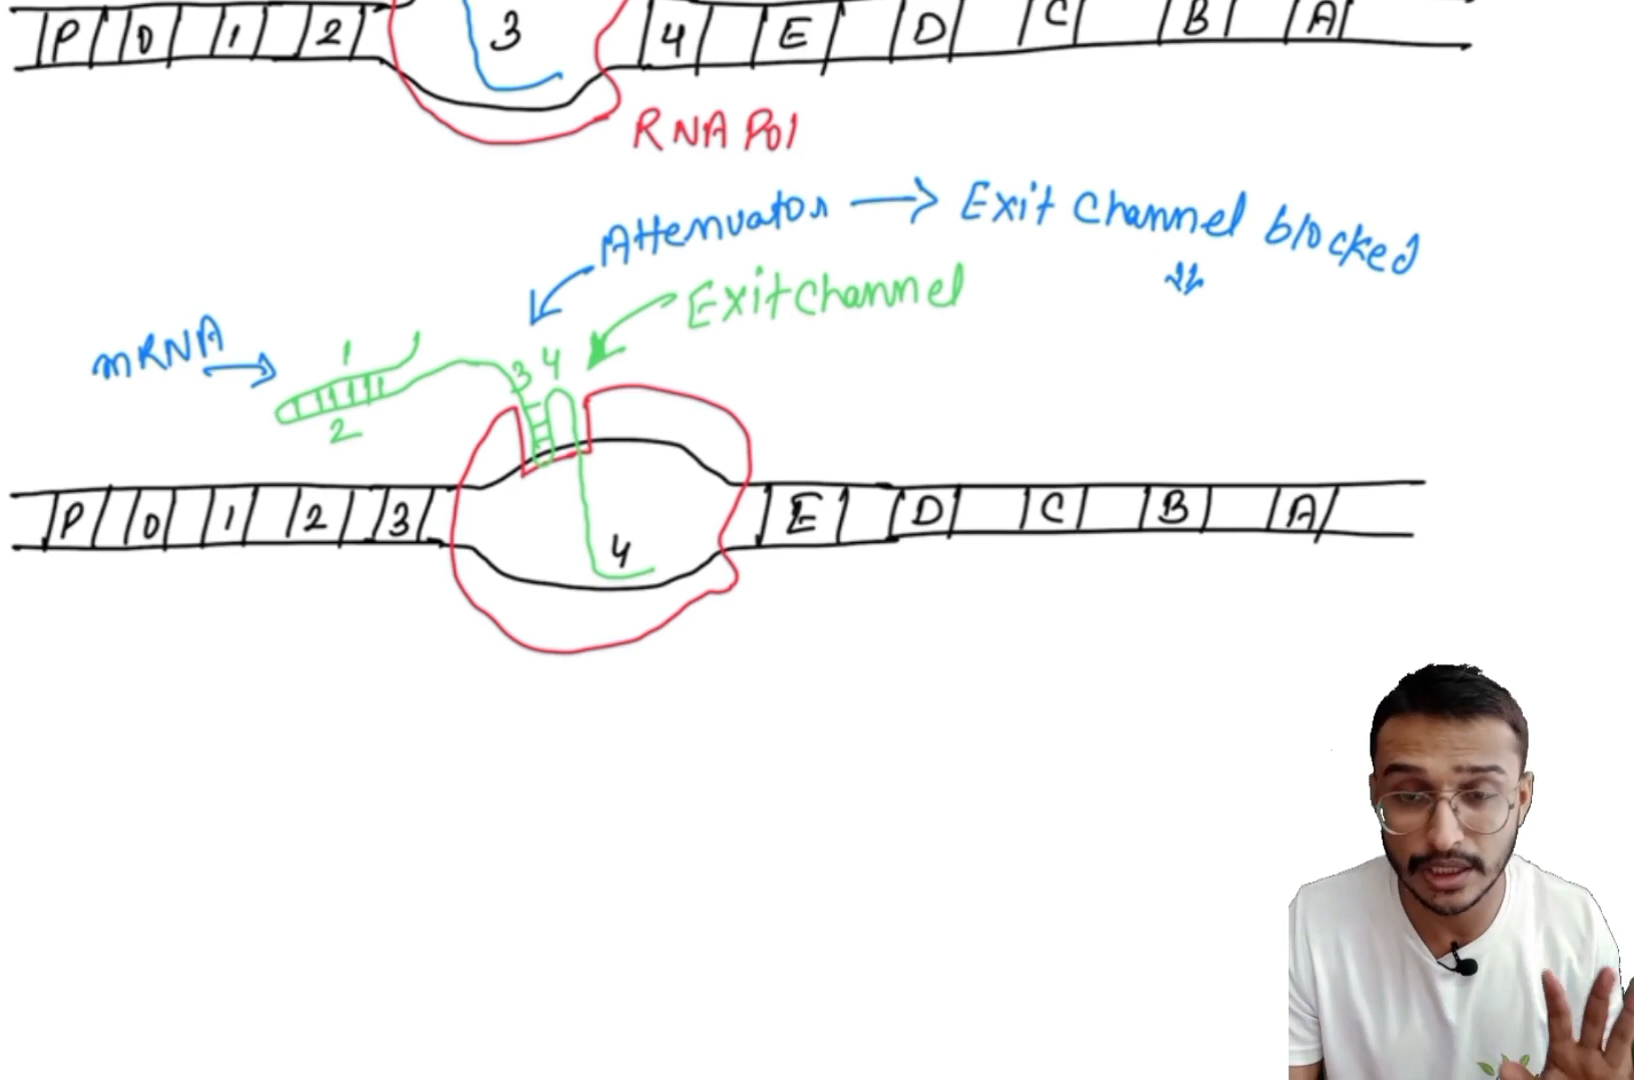 P O 1 2 3 4 E D C B A
RNA Pol
Attenuator → Exit Channel blocked
Exit Channel
mRNA →
1
2
3 4
P O 1 2 3 4 E D C B A